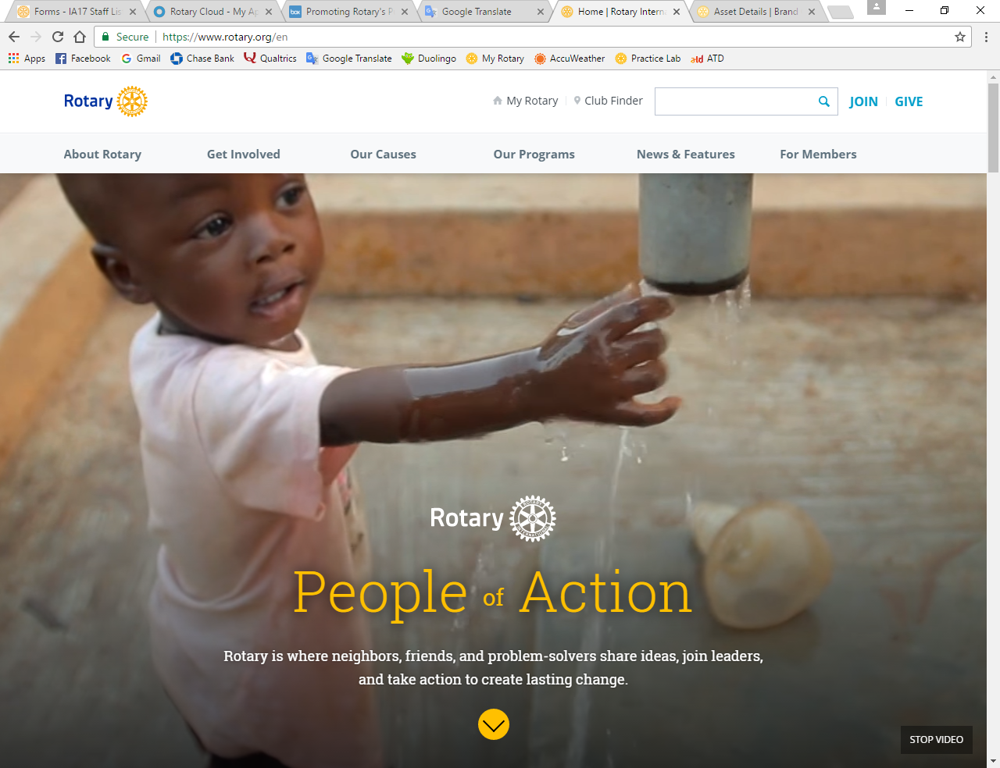 Forms - IA17 Staff Lis
Rotary Cloud - My Ap
Promoting Rotary's P
Google Translate
Home | Rotary Interna
Asset Details | Brand
Secure https://www.rotary.org/en
Apps Facebook Gmail Chase Bank Qualtrics Google Translate Duolingo My Rotary AccuWeather Practice Lab ATD
Rotary
My Rotary Club Finder JOIN GIVE
About Rotary Get Involved Our Causes Our Programs News & Features For Members
Rotary
ROTARY
INTERNATIONAL
People of Action
Rotary is where neighbors, friends, and problem-solvers share ideas, join leaders,
and take action to create lasting change.
STOP VIDEO